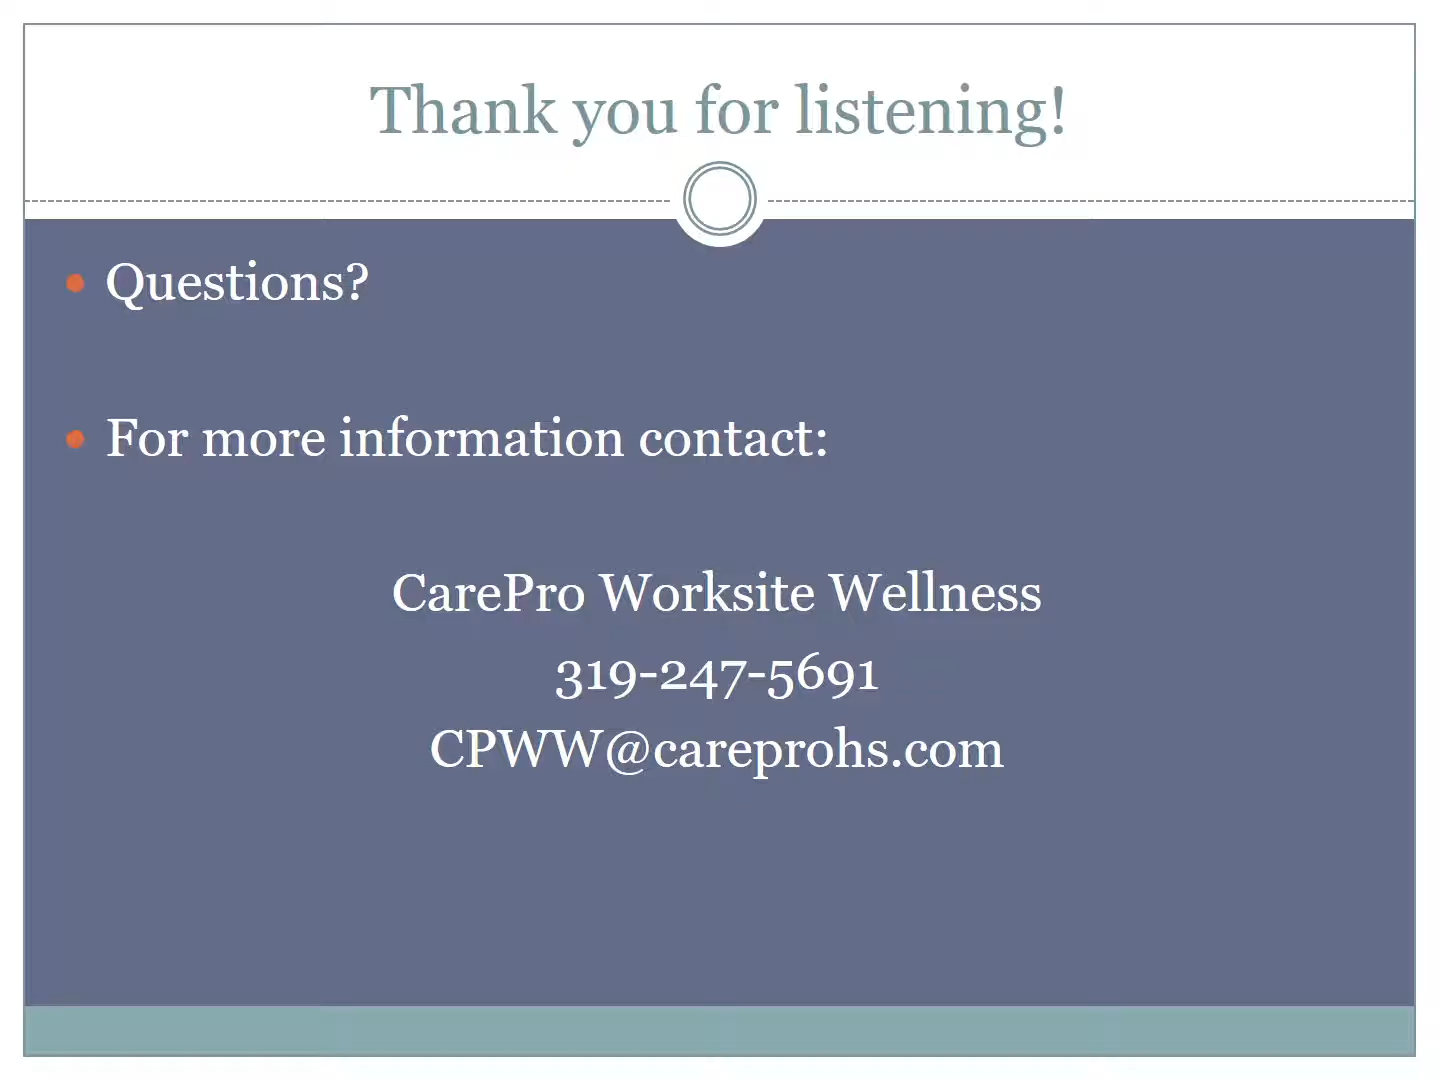 Thank you for listening!
Questions?
For more information contact:
CarePro Worksite Wellness
319-247-5691
CPWW@careprohs.com